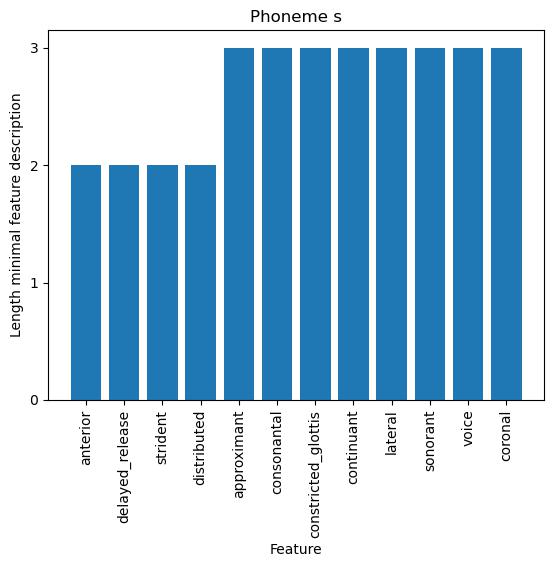 Phoneme s
Length minimal feature description
3
2
1
0
anterior
delayed_release
strident
distributed
approximant
consonantal
constricted_glottis
continuant
lateral
sonorant
voice
coronal
Feature